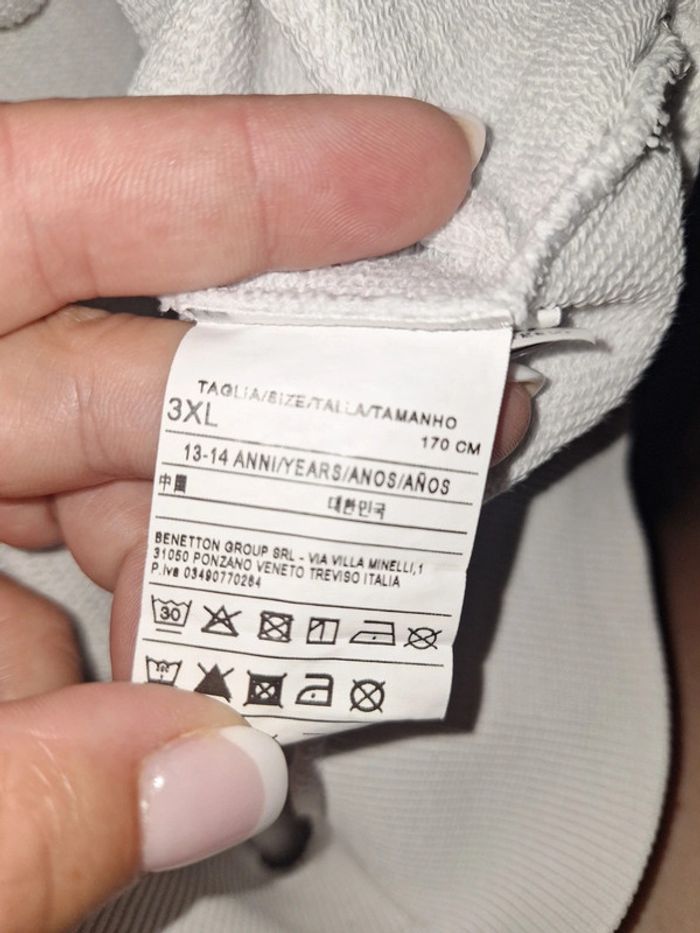 TAGLIA/SIZE/TALLA/TAMANHO
3XL
170 CM
13-14 ANNI/YEARS/ANOS/AÑOS
中國
대한민국
BENETTON GROUP SRL - VIA VILLA MINELLI,1
31050 PONZANO VENETO TREVISO ITALIA
P.iva 03490770264
30